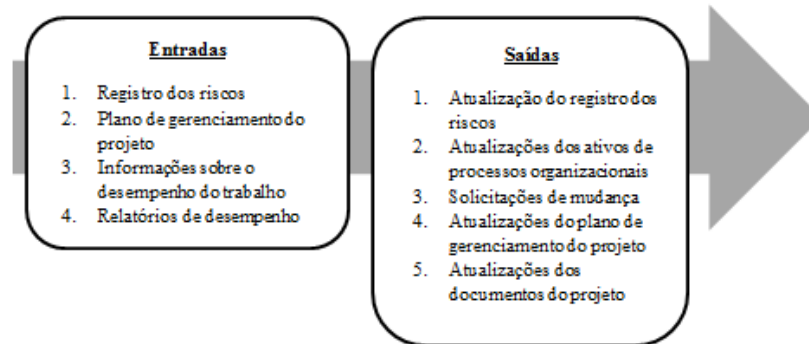 Entradas
1. Registro dos riscos
2. Plano de gerenciamento do
projeto
3. Informações sobre o
desempenho do trabalho
4. Relatórios de desempenho
Saídas
1. Atualização do registro dos
riscos
2. Atualizações dos ativos de
processos organizacionais
3. Solicitações de mudança
4. Atualizações do plano de
gerenciamento do projeto
5. Atualizações dos
documentos do projeto